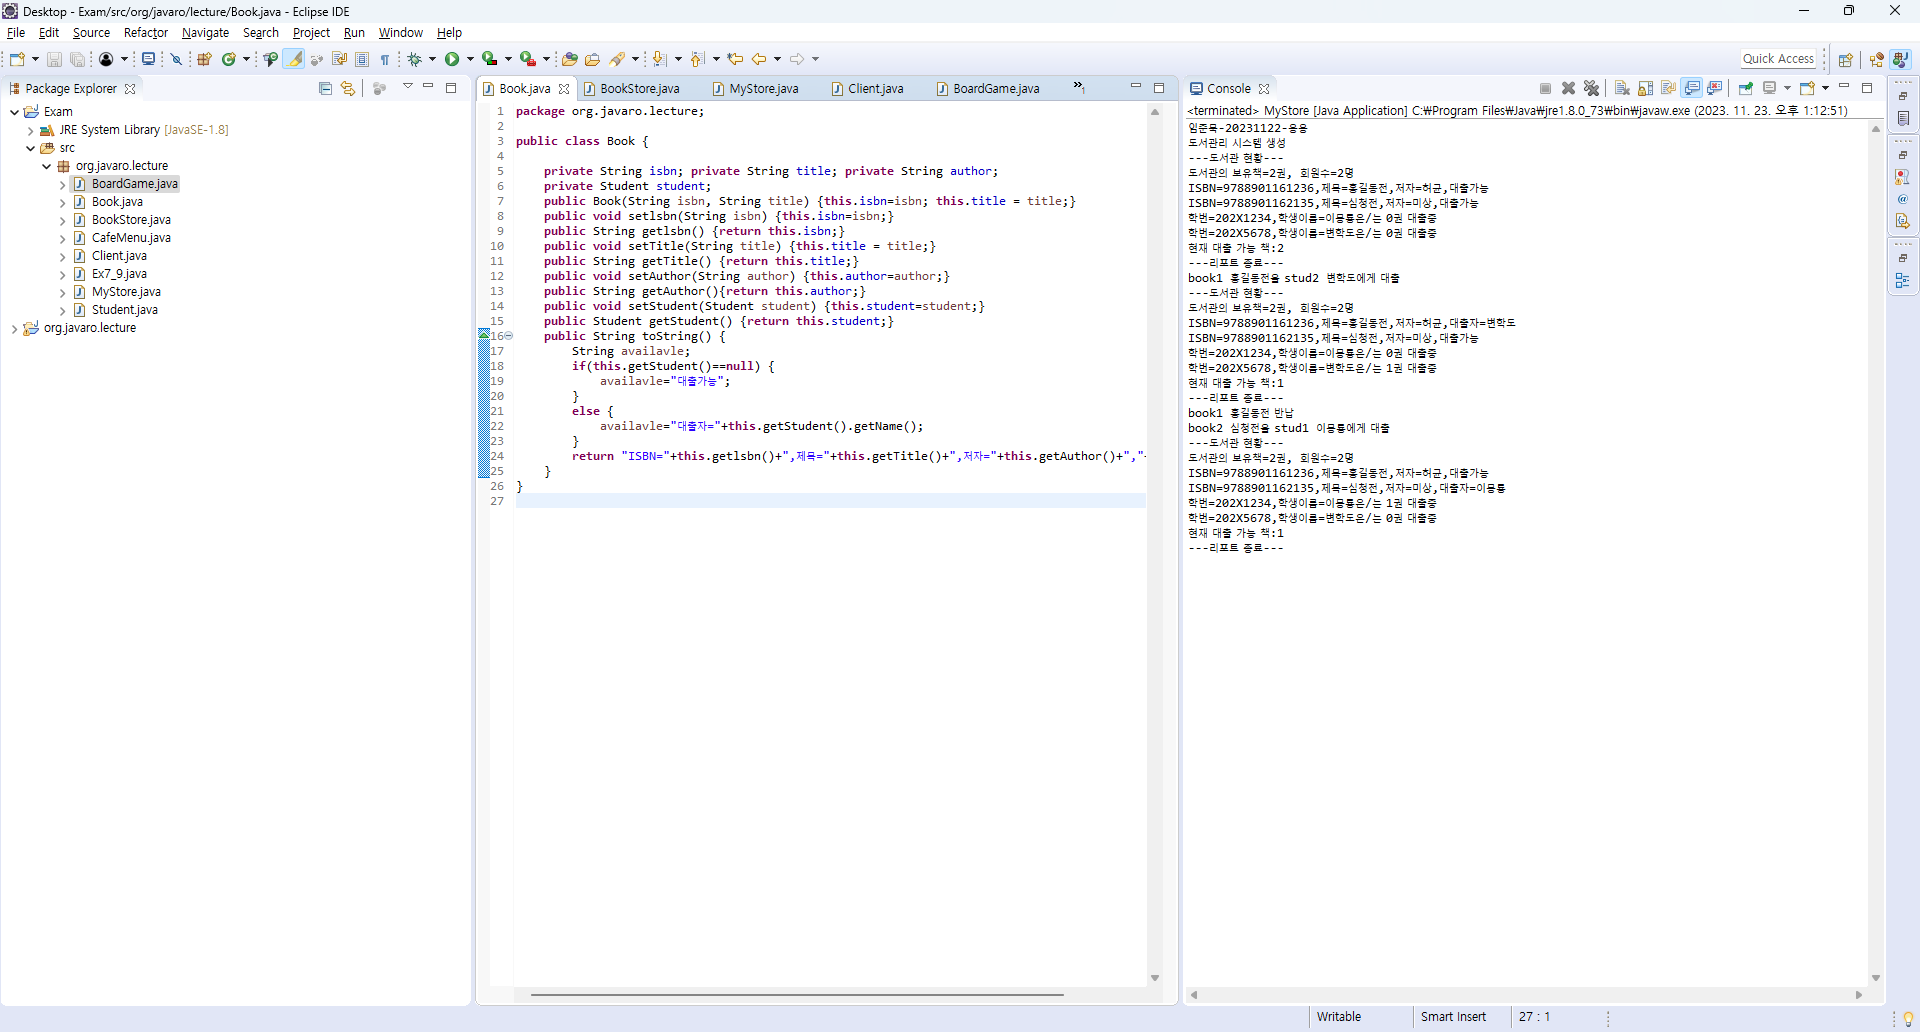 Desktop - Exam/src/org/javaro/lecture/Book.java - Eclipse IDE
File Edit Source Refactor Navigate Search Project Run Window Help
Quick Access
Package Explorer
Exam
JRE System Library [JavaSE-1.8]
src
org.javaro.lecture
BoardGame.java
Book.java
BookStore.java
CafeMenu.java
Client.java
Ex7_9.java
MyStore.java
Student.java
org.javaro.lecture
Book.java BookStore.java MyStore.java Client.java BoardGame.java »1
1 package org.javaro.lecture;
2
3 public class Book {
4
5 private String isbn; private String title; private String author;
6 private Student student;
7 public Book(String isbn, String title) {this.isbn=isbn; this.title = title;}
8 public void setlsbn(String isbn) {this.isbn=isbn;}
9 public String getlsbn() {return this.isbn;}
10 public void setTitle(String title) {this.title = title;}
11 public String getTitle() {return this.title;}
12 public void setAuthor(String author) {this.author=author;}
13 public String getAuthor(){return this.author;}
14 public void setStudent(Student student) {this.student=student;}
15 public Student getStudent() {return this.student;}
16 public String toString() {
17 String availavle;
18 if(this.getStudent()==null) {
19 availavle="대출가능";
20 }
21 else {
22 availavle="대출자="+this.getStudent().getName();
23 }
24 return "ISBN="+this.getlsbn()+",제목="+this.getTitle()+",저자="+this.getAuthor()+","
25 }
26 }
27
Console
<terminated> MyStore [Java Application] C:₩Program Files₩Java₩jre1.8.0_73₩bin₩javaw.exe (2023. 11. 23. 오후 1:12:51)
임준묵-20231122-응용
도서관리 시스템 생성
---도서관 현황---
도서관의 보유책=2권, 회원수=2명
ISBN=9788901161236,제목=홍길동전,저자=허균,대출가능
ISBN=9788901162135,제목=심청전,저자=미상,대출가능
학번=202X1234,학생이름=이몽룡은/는 0권 대출중
학번=202X5678,학생이름=변학도은/는 0권 대출중
현재 대출 가능 책:2
---리포트 종료---
book1 홍길동전을 stud2 변학도에게 대출
---도서관 현황---
도서관의 보유책=2권, 회원수=2명
ISBN=9788901161236,제목=홍길동전,저자=허균,대출자=변학도
ISBN=9788901162135,제목=심청전,저자=미상,대출가능
학번=202X1234,학생이름=이몽룡은/는 0권 대출중
학번=202X5678,학생이름=변학도은/는 1권 대출중
현재 대출 가능 책:1
---리포트 종료---
book1 홍길동전 반납
book2 심청전을 stud1 이몽룡에게 대출
---도서관 현황---
도서관의 보유책=2권, 회원수=2명
ISBN=9788901161236,제목=홍길동전,저자=허균,대출가능
ISBN=9788901162135,제목=심청전,저자=미상,대출자=이몽룡
학번=202X1234,학생이름=이몽룡은/는 1권 대출중
학번=202X5678,학생이름=변학도은/는 0권 대출중
현재 대출 가능 책:1
---리포트 종료---
Writable Smart Insert 27 : 1